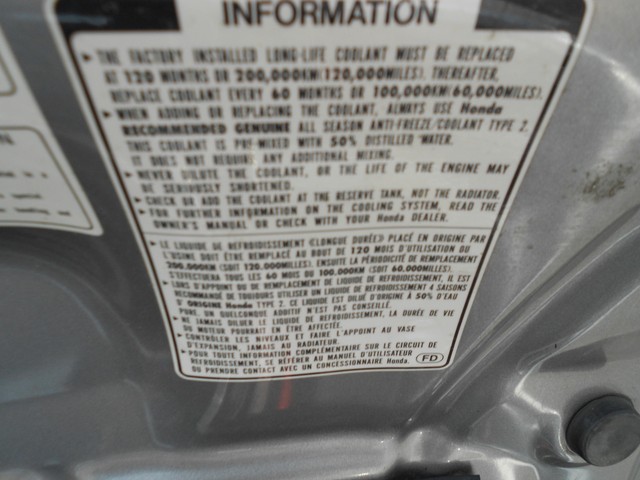 INFORMATION
THE FACTORY INSTALLED LONG-LIFE COOLANT MUST BE REPLACED
AT 120 MONTHS OR 200,000KM(120,000MILES). THEREAFTER,
REPLACE COOLANT EVERY 60 MONTHS OR 100,000KM(60,000MILES).
WHEN ADDING OR REPLACING THE COOLANT, ALWAYS USE Honda
RECOMMENDED GENUINE ALL SEASON ANTI-FREEZE/COOLANT TYPE 2.
THIS COOLANT IS PRE-MIXED WITH 50% DISTILLED WATER.
IT DOES NOT REQUIRE ANY ADDITIONAL MIXING.
NEVER DILUTE THE COOLANT, OR THE LIFE OF THE ENGINE MAY
BE SERIOUSLY SHORTENED.
CHECK OR ADD THE COOLANT AT THE RESERVE TANK, NOT THE RADIATOR.
FOR FURTHER INFORMATION ON THE COOLING SYSTEM, READ THE
OWNER'S MANUAL OR CHECK WITH YOUR Honda DEALER.
LE LIQUIDE DE REFROIDISSEMENT (LONGUE DURÉE) PLACÉ EN ORIGINE PAR
L'USINE DOIT ÊTRE REMPLACÉ AU BOUT DE 120 MOIS D'UTILISATION OU
200.000KM (SOIT 120.000MILLES). ENSUITE LA PÉRIODICITÉ DE REMPLACEMENT
S'EFFECTUERA TOUS LES 60 MOIS OU 100.000KM (SOIT 60.000MILLES).
LORS D'APPOINT OU DE REMPLACEMENT DE LIQUIDE DE REFROIDISSEMENT, IL EST
RECOMMANDÉ DE TOUJOURS UTILISER UN LIQUIDE DE REFROIDISSEMENT 4 SAISONS
D'ORIGINE Honda TYPE 2. CE LIQUIDE EST DILUÉ D'ORIGINE À 50% D'EAU
PURE. UN QUELCONQUE ADDITIF N'EST PAS CONSEILLÉ.
NE JAMAIS DILUER LE LIQUIDE DE REFROIDISSEMENT, LA DURÉE DE VIE
DU MOTEUR POURRAIT EN ÊTRE AFFECTÉE.
CONTRÔLER LES NIVEAUX ET FAIRE L'APPOINT AU VASE
D'EXPANSION, JAMAIS AU RADIATEUR.
POUR TOUTE INFORMATION COMPLÉMENTAIRE SUR LE CIRCUIT DE
REFROIDISSEMENT, SE RÉFÉRER AU MANUEL D'UTILISATEUR
OU PRENDRE CONTACT AVEC UN CONCESSIONNAIRE Honda.
FD